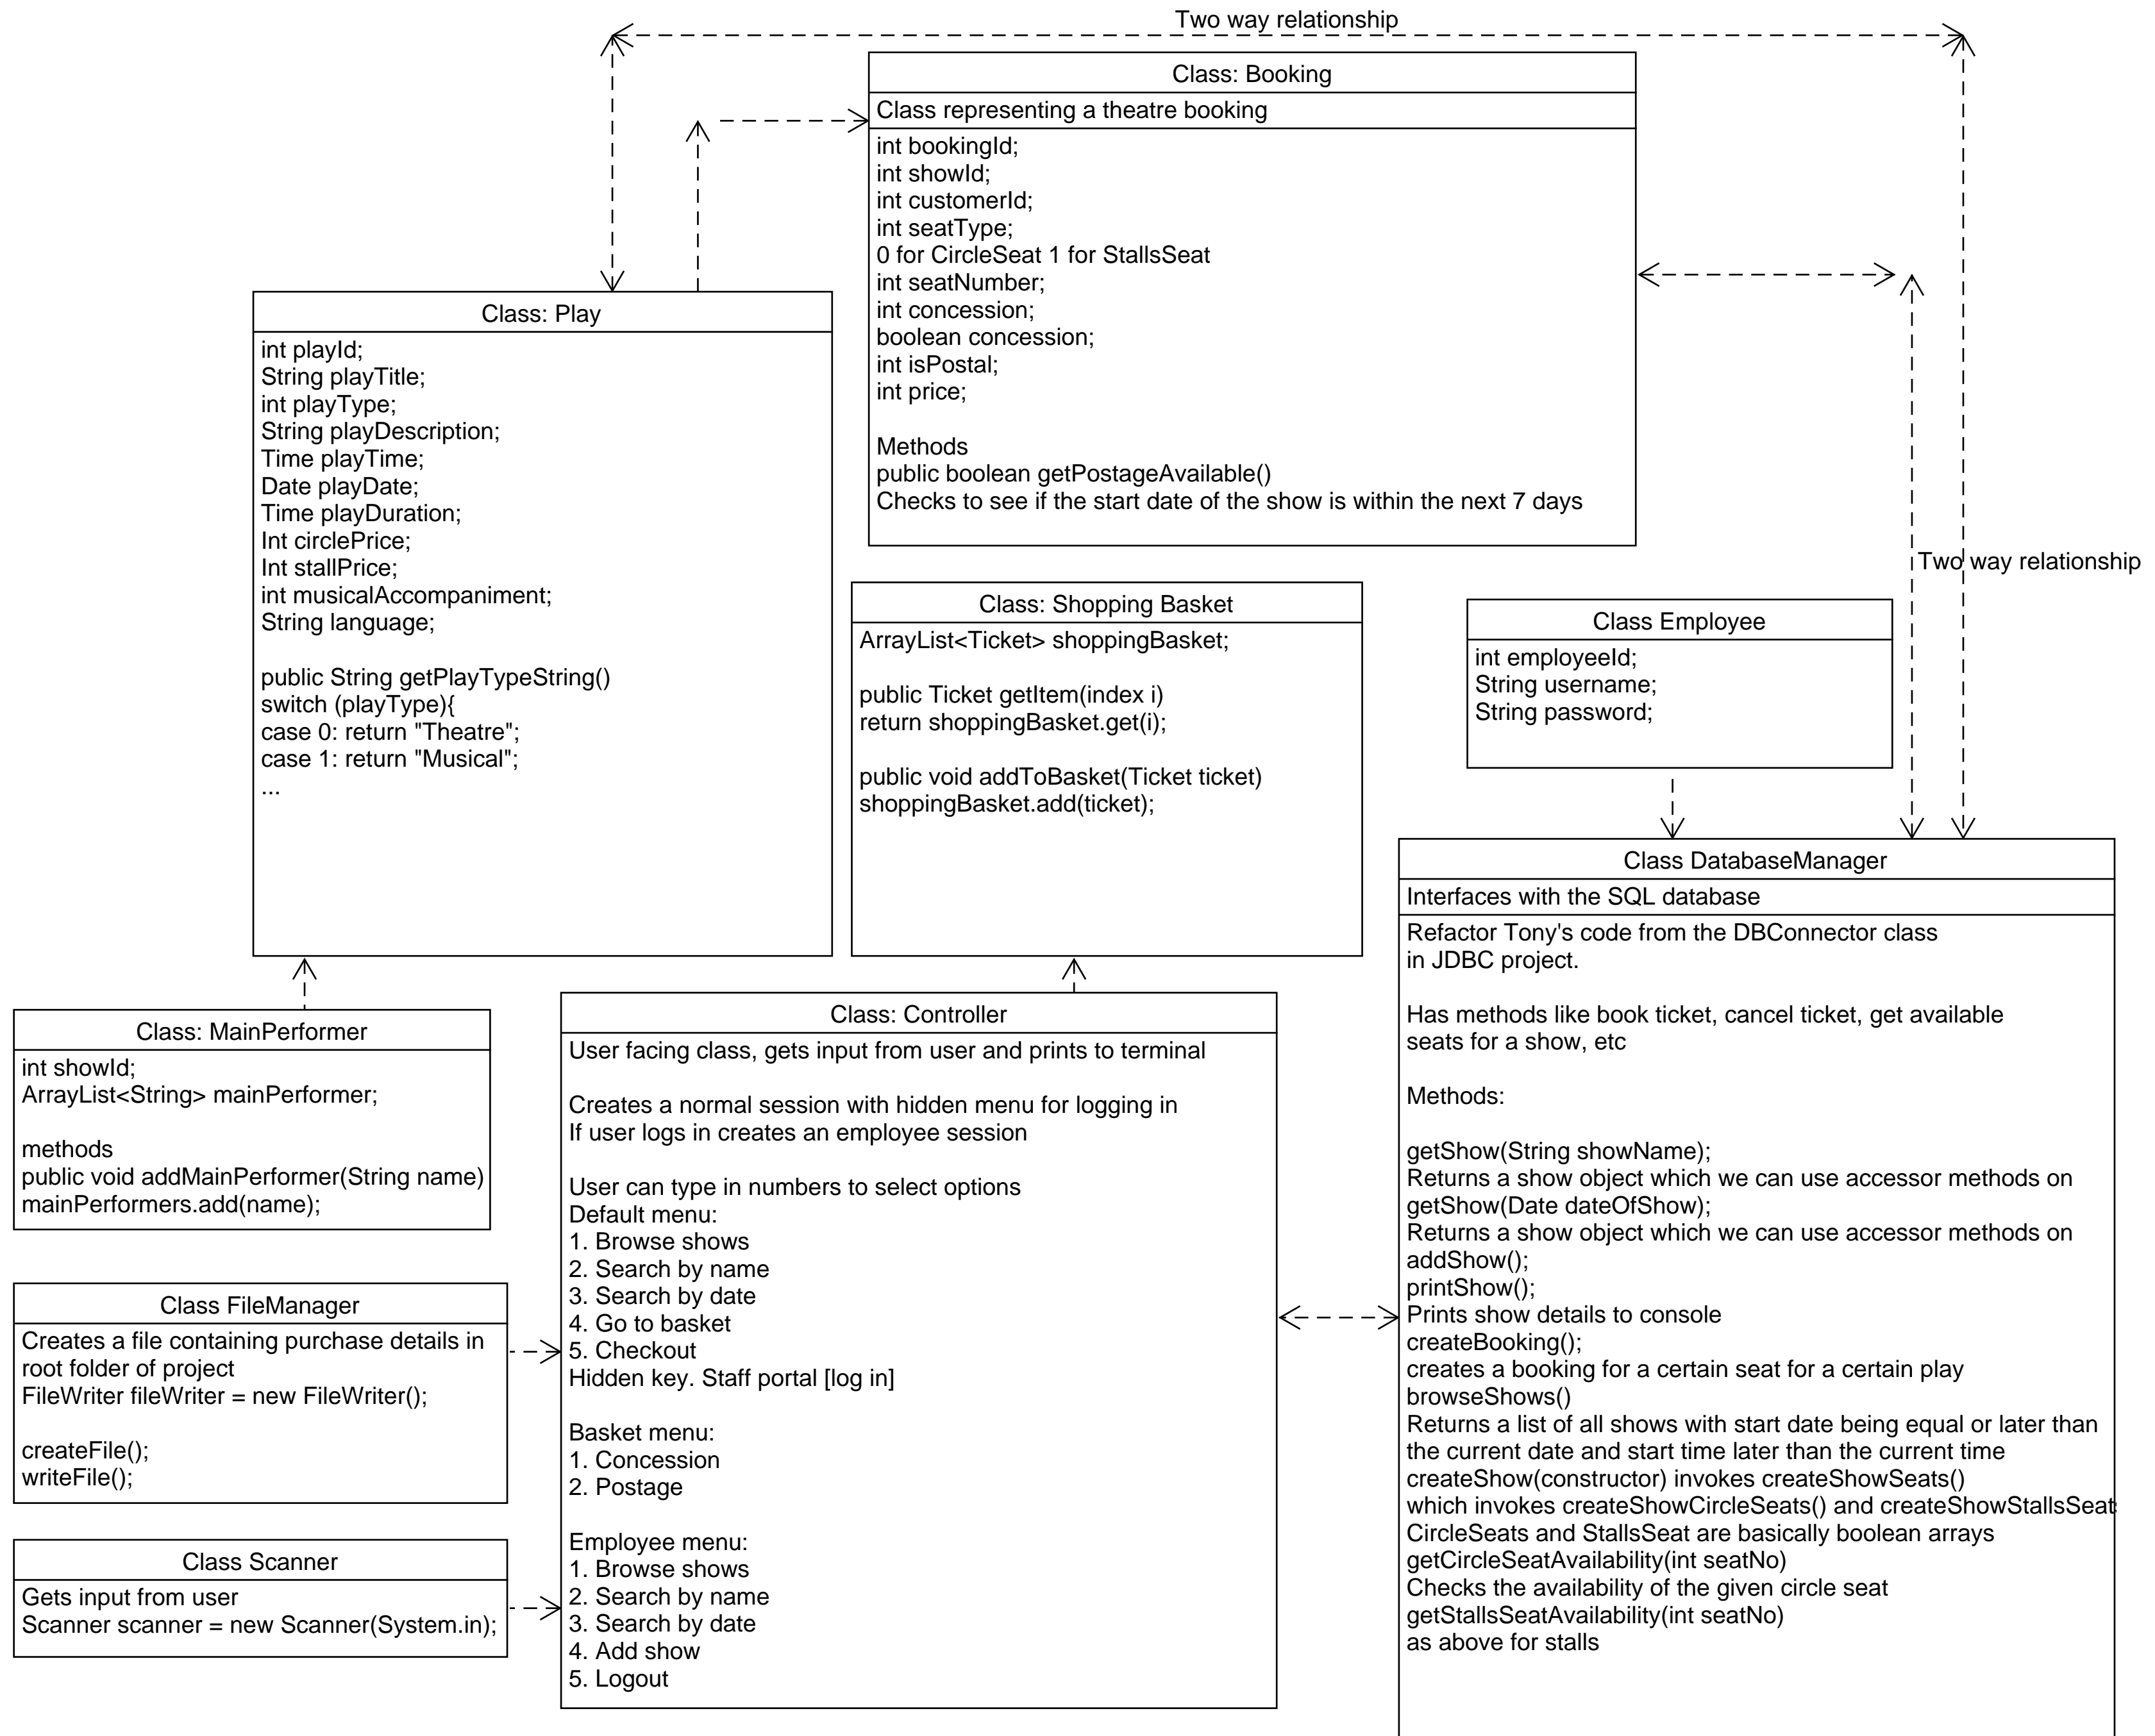 Two way relationship
Class: Booking
Class representing a theatre booking
int bookingId;
int showId;
int customerId;
int seatType;
0 for CircleSeat 1 for StallsSeat
int seatNumber;
int concession;
boolean concession;
int isPostal;
int price;
Methods
public boolean getPostageAvailable()
Checks to see if the start date of the show is within the next 7 days
Class: Play
int playId;
String playTitle;
int playType;
String playDescription;
Time playTime;
Date playDate;
Time playDuration;
Int circlePrice;
Int stallPrice;
int musicalAccompaniment;
String language;
public String getPlayTypeString()
switch (playType){
case 0: return "Theatre";
case 1: return "Musical";
...
Two way relationship
Class: Shopping Basket
ArrayList<Ticket> shoppingBasket;
public Ticket getItem(index i)
return shoppingBasket.get(i);
public void addToBasket(Ticket ticket)
shoppingBasket.add(ticket);
Class Employee
int employeeId;
String username;
String password;
Class: MainPerformer
int showId;
ArrayList<String> mainPerformer;
methods
public void addMainPerformer(String name)
mainPerformers.add(name);
Class FileManager
Creates a file containing purchase details in
root folder of project
FileWriter fileWriter = new FileWriter();
createFile();
writeFile();
Class Scanner
Gets input from user
Scanner scanner = new Scanner(System.in);
Class: Controller
User facing class, gets input from user and prints to terminal
Creates a normal session with hidden menu for logging in
If user logs in creates an employee session
User can type in numbers to select options
Default menu:
1. Browse shows
2. Search by name
3. Search by date
4. Go to basket
5. Checkout
Hidden key. Staff portal [log in]
Basket menu:
1. Concession
2. Postage
Employee menu:
1. Browse shows
2. Search by name
3. Search by date
4. Add show
5. Logout
Class DatabaseManager
Interfaces with the SQL database
Refactor Tony's code from the DBConnector class
in JDBC project.
Has methods like book ticket, cancel ticket, get available
seats for a show, etc
Methods:
getShow(String showName);
Returns a show object which we can use accessor methods on
getShow(Date dateOfShow);
Returns a show object which we can use accessor methods on
addShow();
printShow();
Prints show details to console
createBooking();
creates a booking for a certain seat for a certain play
browseShows()
Returns a list of all shows with start date being equal or later than
the current date and start time later than the current time
createShow(constructor) invokes createShowSeats()
which invokes createShowCircleSeats() and createShowStallsSeats
CircleSeats and StallsSeat are basically boolean arrays
getCircleSeatAvailability(int seatNo)
Checks the availability of the given circle seat
getStallsSeatAvailability(int seatNo)
as above for stalls